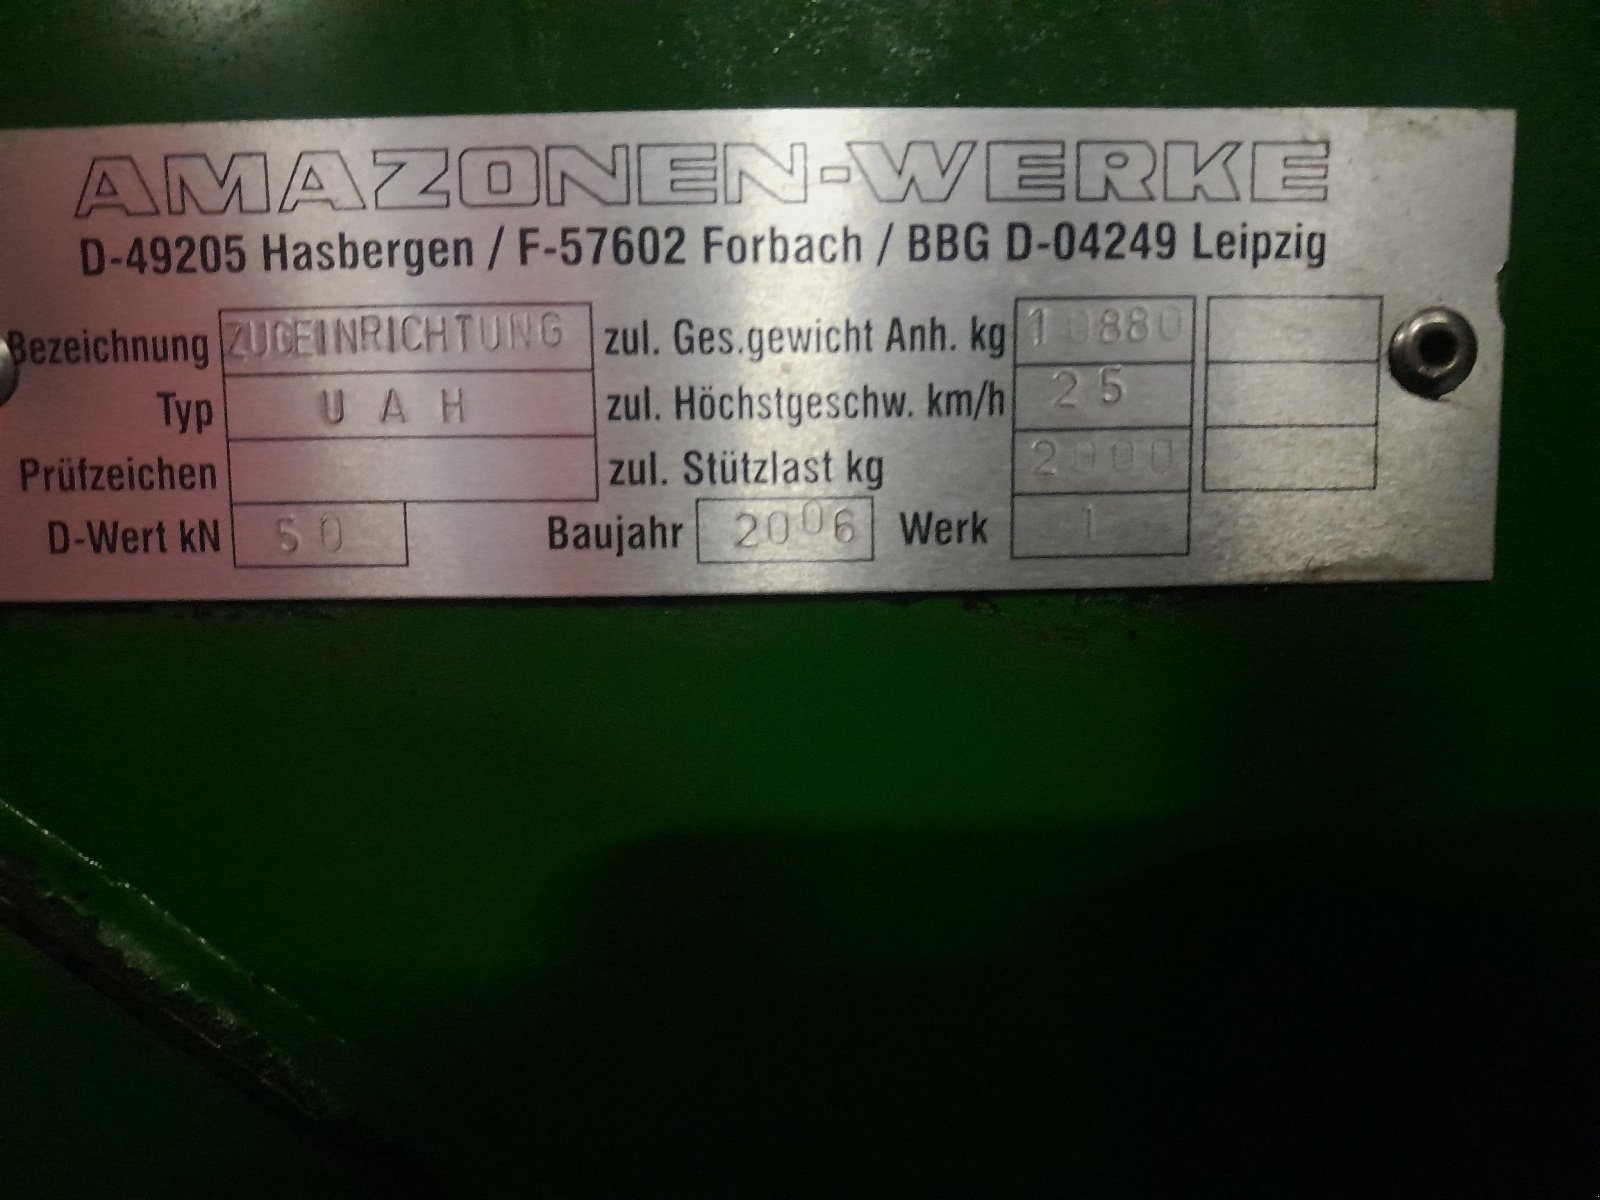 AMAZONEN-WERKE
D-49205 Hasbergen / F-57602 Forbach / BBG D-04249 Leipzig
Bezeichnung ZUGEINRICHTUNG zul. Ges.gewicht Anh. kg 10880
Typ UAH zul. Höchstgeschw. km/h 25
Prüfzeichen zul. Stützlast kg 2000
D-Wert kN 50 Baujahr 2006 Werk 1